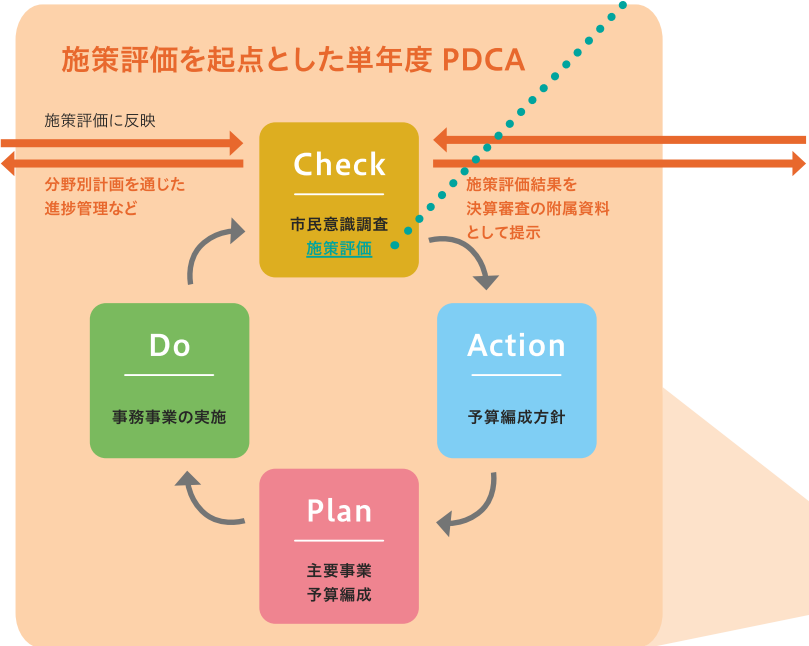 施策評価を起点とした単年度 PDCA
施策評価に反映
分野別計画を通じた
進捗管理など
Check
市民意識調査
施策評価
施策評価結果を
決算審査の附属資料
として提示
Do
事務事業の実施
Action
予算編成方針
Plan
主要事業
予算編成